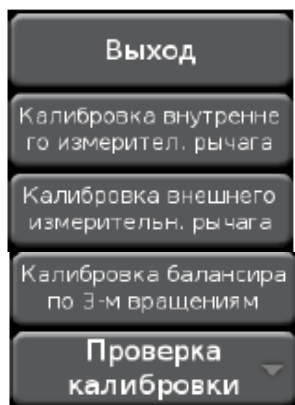 Выход
Калибровка внутренне
го измерител. рычага
Калибровка внешнего
измерительн. рычага
Калибровка балансира
по 3-м вращениям
Проверка
калибровки